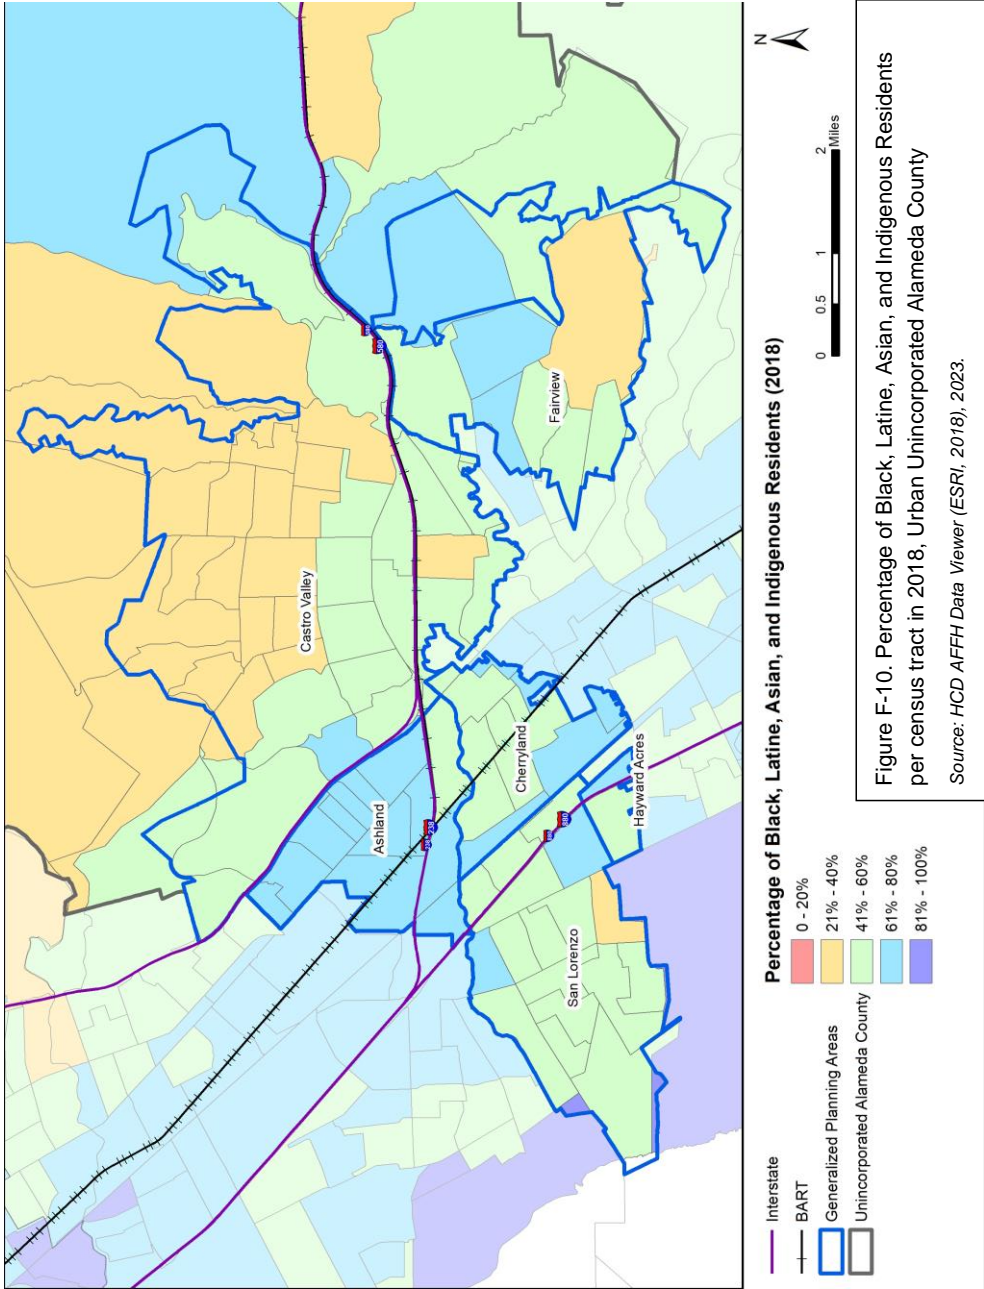 Castro Valley
Ashland
Cherryland
Fairview
Hayward Acres
San Lorenzo
580
238
880
N
Percentage of Black, Latine, Asian, and Indigenous Residents (2018)
Interstate
BART
Generalized Planning Areas
Unincorporated Alameda County
0 - 20%
21% - 40%
41% - 60%
61% - 80%
81% - 100%
0 0.5 1 2
Miles
Figure F-10. Percentage of Black, Latine, Asian, and Indigenous Residents
per census tract in 2018, Urban Unincorporated Alameda County
Source: HCD AFFH Data Viewer (ESRI, 2018), 2023.